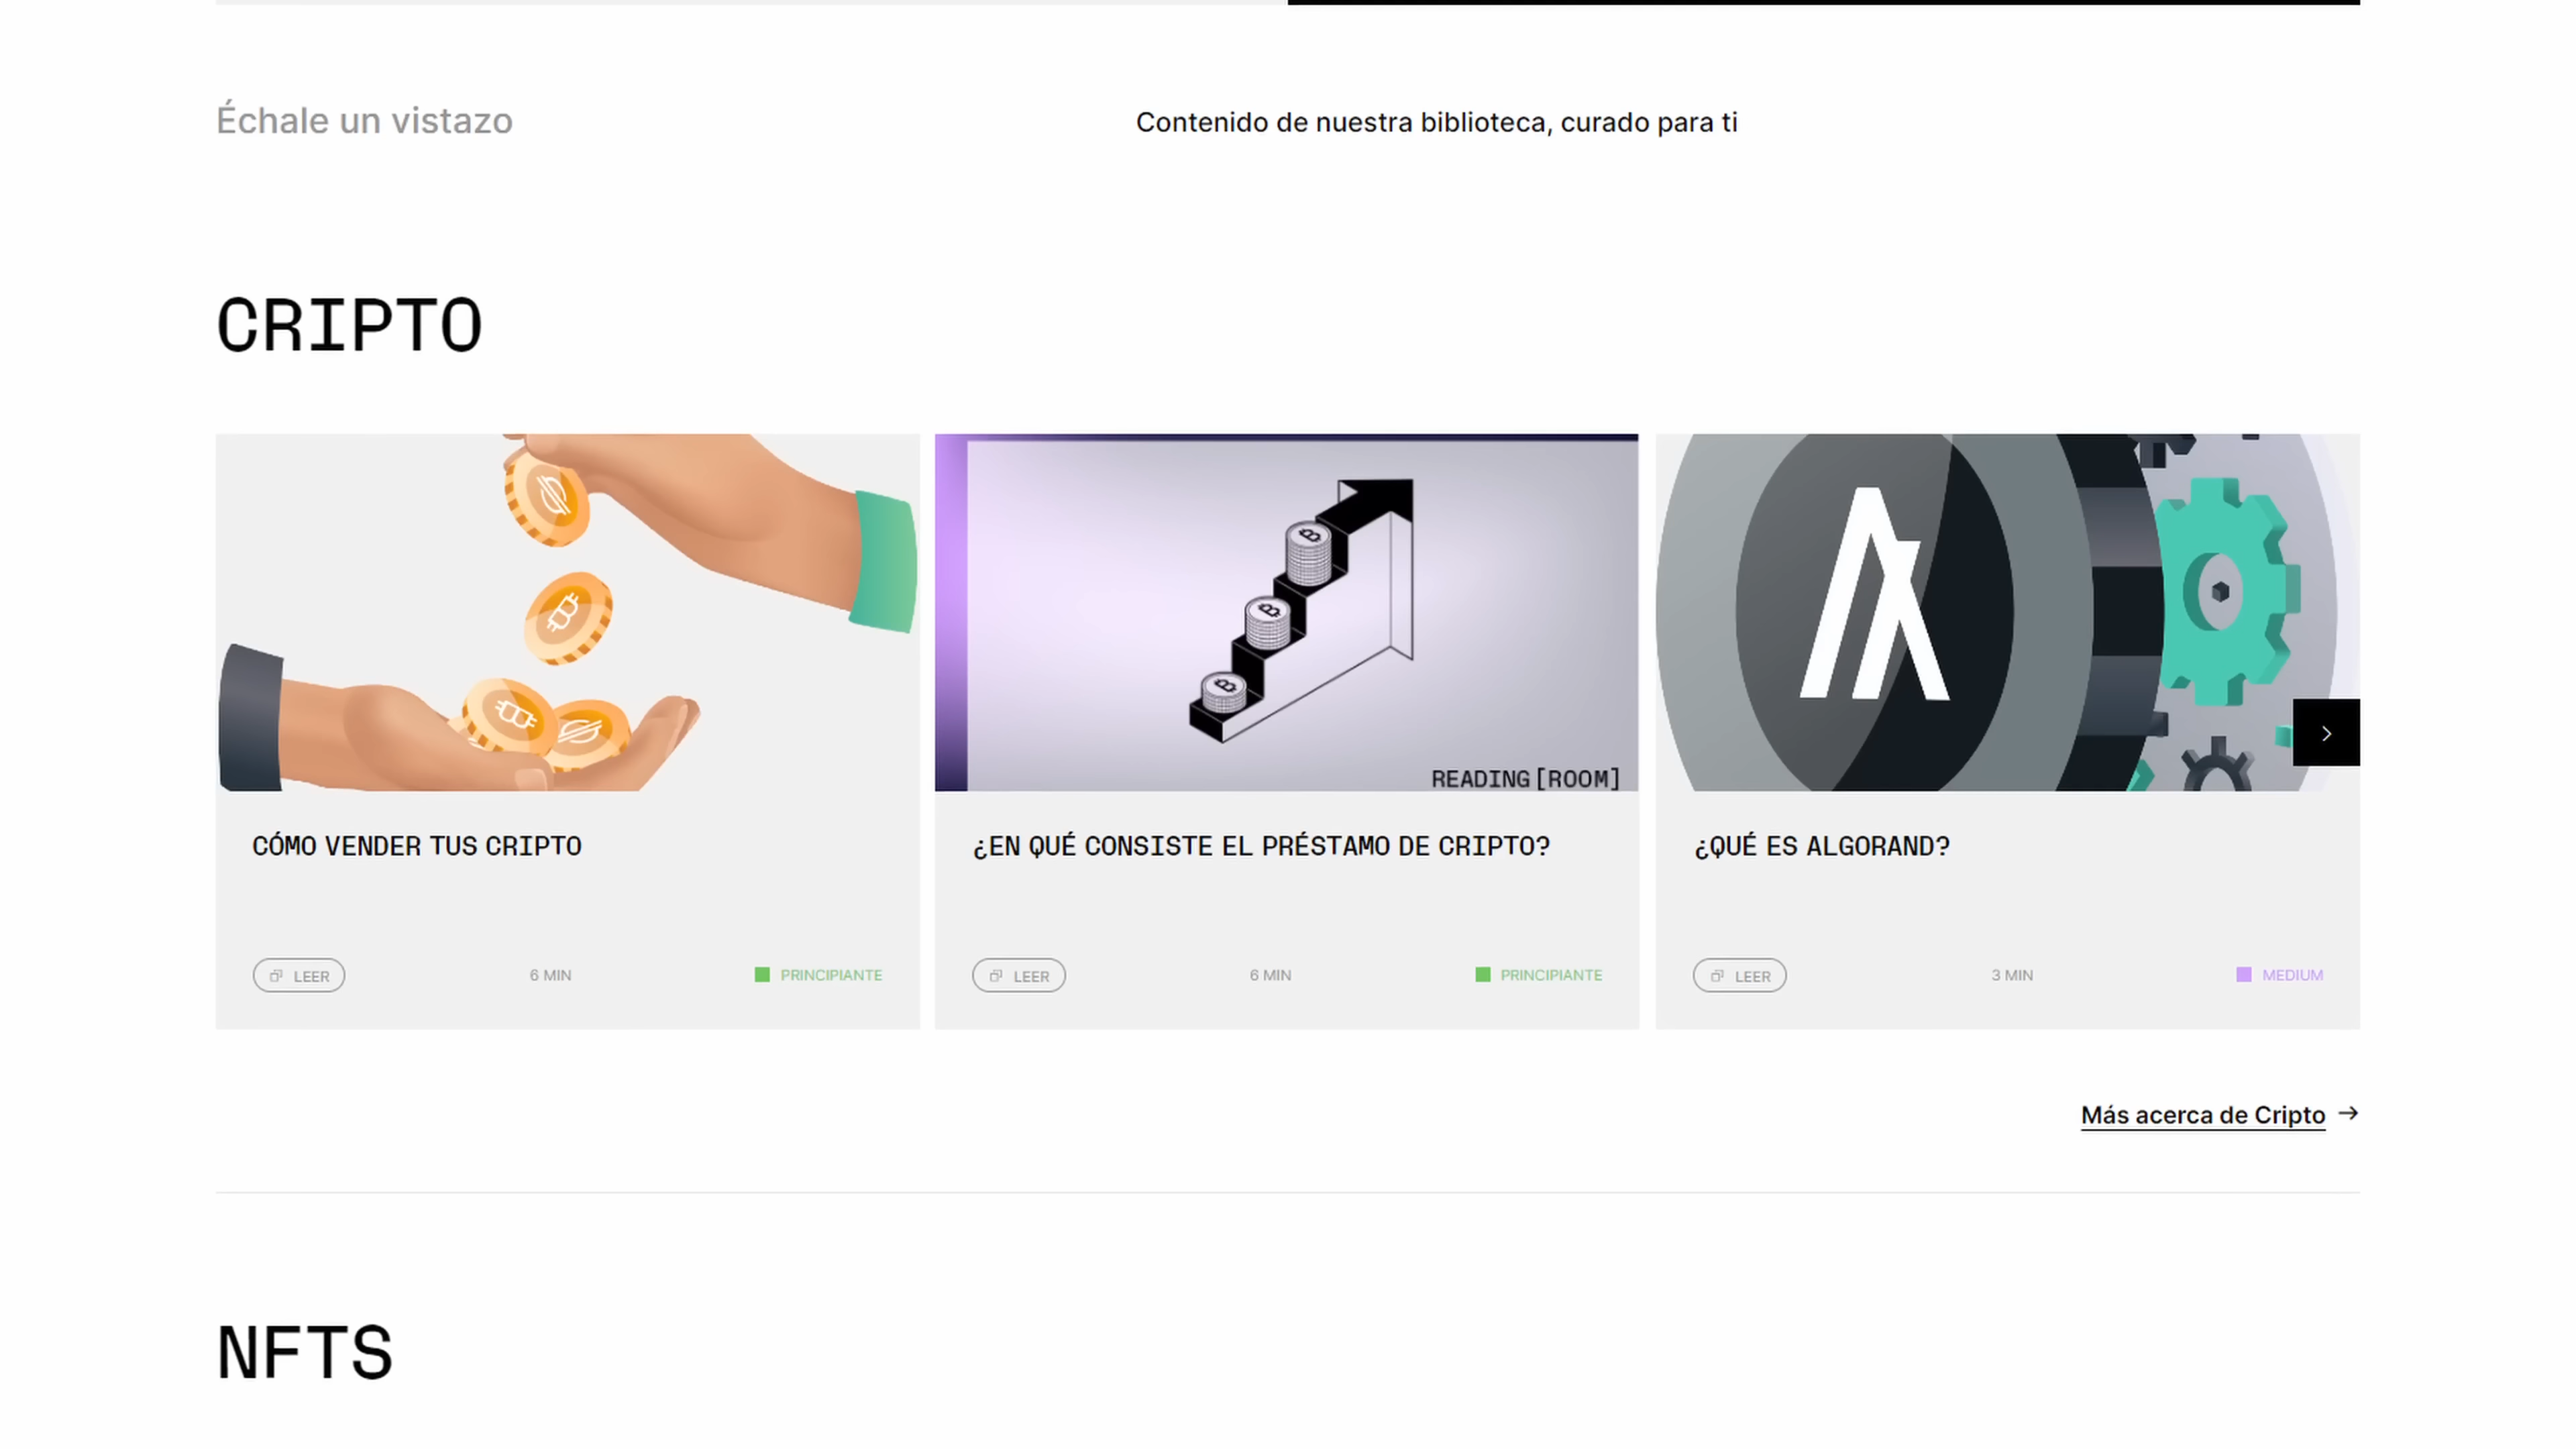 Échale un vistazo
Contenido de nuestra biblioteca, curado para ti
CRIPTO
READING[ROOM]
CÓMO VENDER TUS CRIPTO
LEER
6 MIN
PRINCIPIANTE
¿EN QUÉ CONSISTE EL PRÉSTAMO DE CRIPTO?
LEER
6 MIN
PRINCIPIANTE
¿QUÉ ES ALGORAND?
LEER
3 MIN
MEDIUM
Más acerca de Cripto →
NFTS